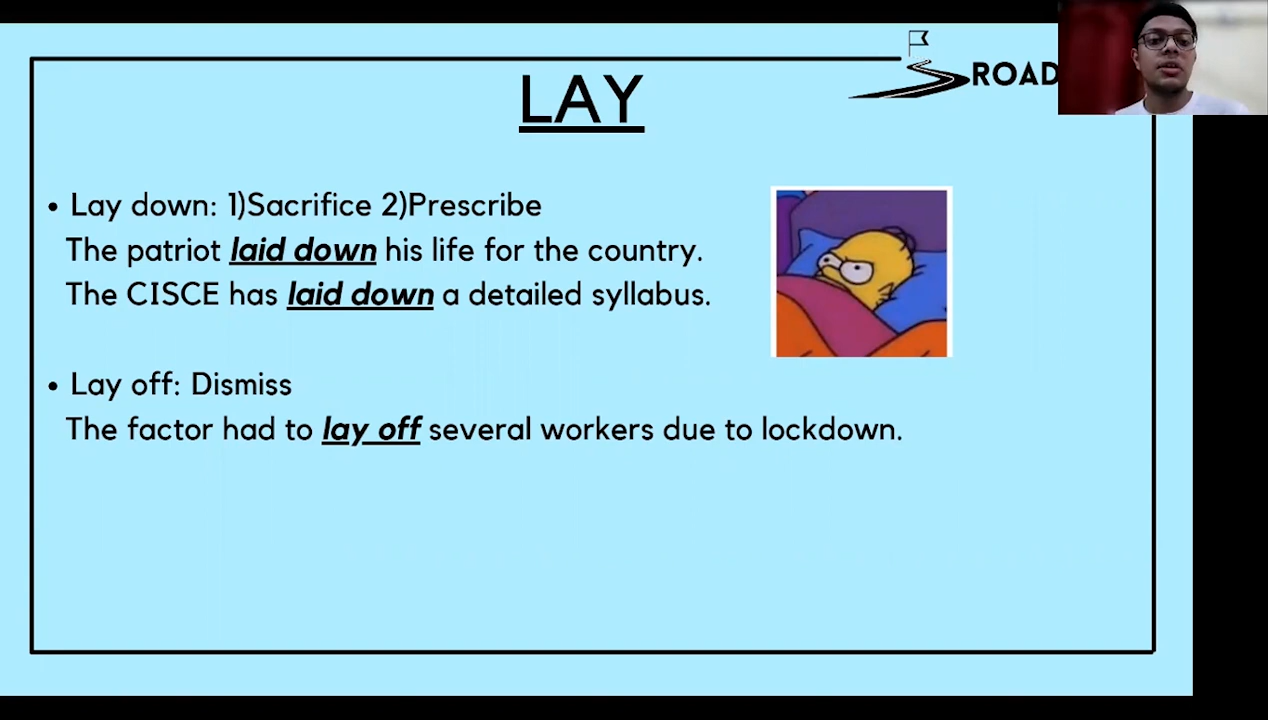 ROAD
LAY
• Lay down: 1)Sacrifice 2)Prescribe
The patriot laid down his life for the country.
The CISCE has laid down a detailed syllabus.
• Lay off: Dismiss
The factor had to lay off several workers due to lockdown.